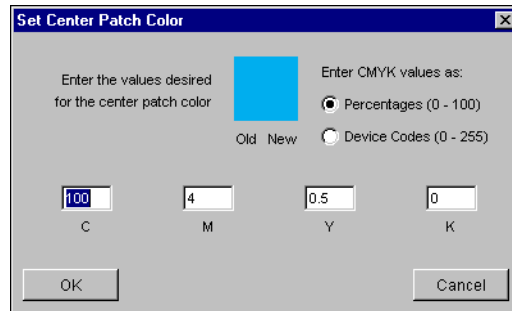 Set Center Patch Color
Enter the values desired
for the center patch color
Old New
Enter CMYK values as:
Percentages (0 - 100)
Device Codes (0 - 255)
100 4 0.5 0
C M Y K
OK Cancel